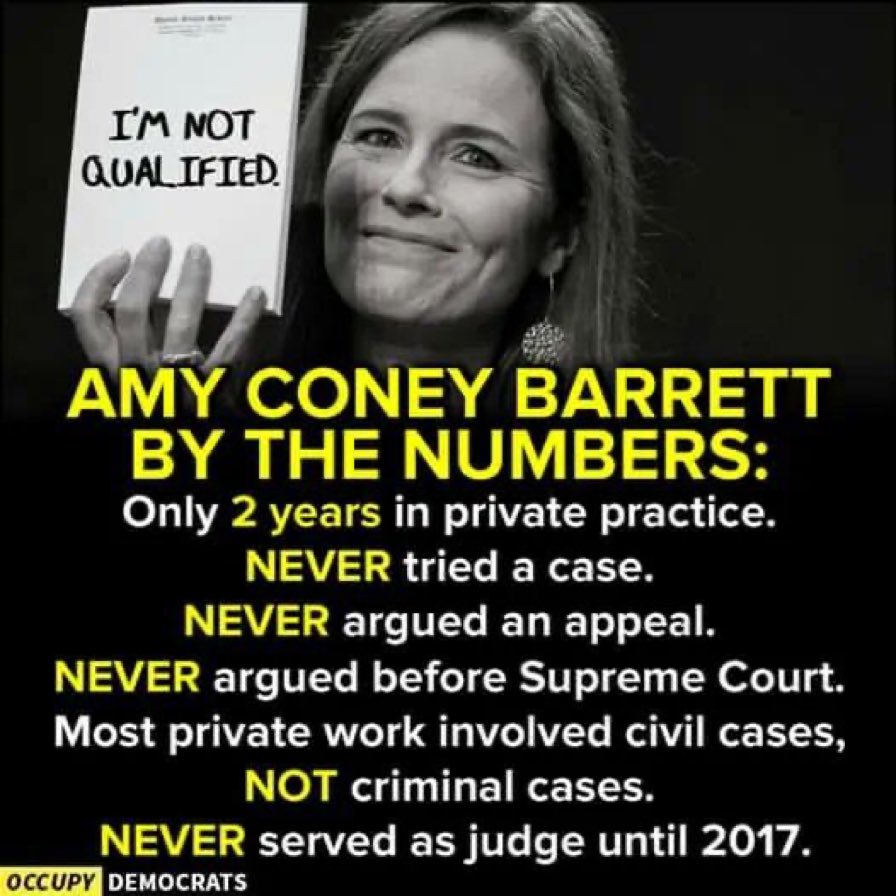 I'M NOT
QUALIFIED.
AMY CONEY BARRETT
BY THE NUMBERS:
Only 2 years in private practice.
NEVER tried a case.
NEVER argued an appeal.
NEVER argued before Supreme Court.
Most private work involved civil cases,
NOT criminal cases.
NEVER served as judge until 2017.
OCCUPY DEMOCRATS